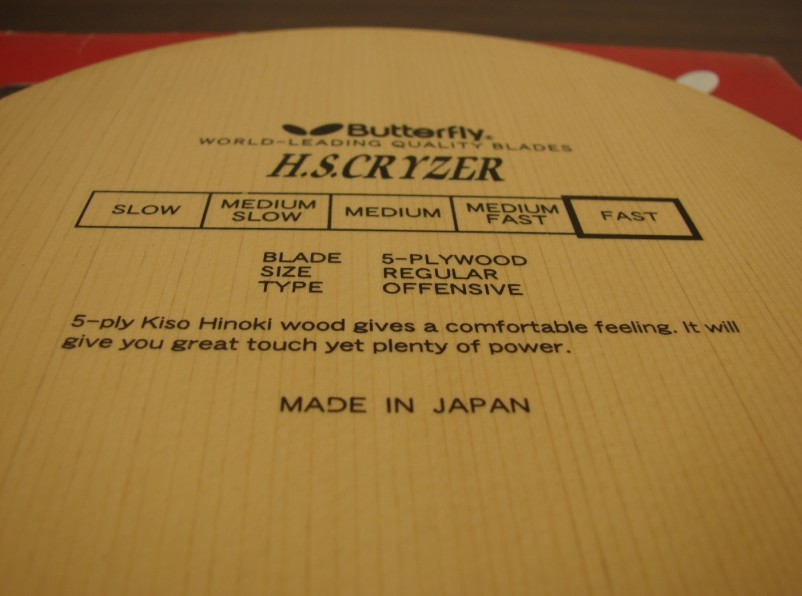 Butterfly®
WORLD-LEADING QUALITY BLADES
H.S.CRYZER
SLOW MEDIUM SLOW MEDIUM MEDIUM FAST FAST
BLADE 5-PLYWOOD
SIZE REGULAR
TYPE OFFENSIVE
5-ply Kiso Hinoki wood gives a comfortable feeling. It will
give you great touch yet plenty of power.
MADE IN JAPAN